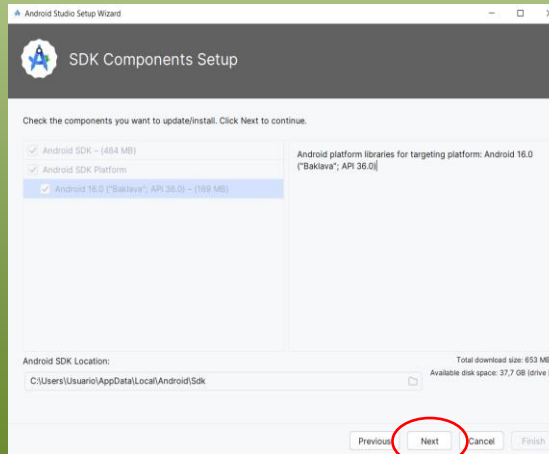 Android Studio Setup Wizard
SDK Components Setup
Check the components you want to update/install. Click Next to continue.
Android SDK – (484 MB)
Android SDK Platform
Android 16.0 ("Baklava"; API 36.0) – (169 MB)
Android platform libraries for targeting platform: Android 16.0
("Baklava"; API 36.0)
Android SDK Location:
C:\Users\Usuario\AppData\Local\Android\Sdk
Total download size: 653 MB
Available disk space: 37,7 GB (drive
Previous Next Cancel Finish